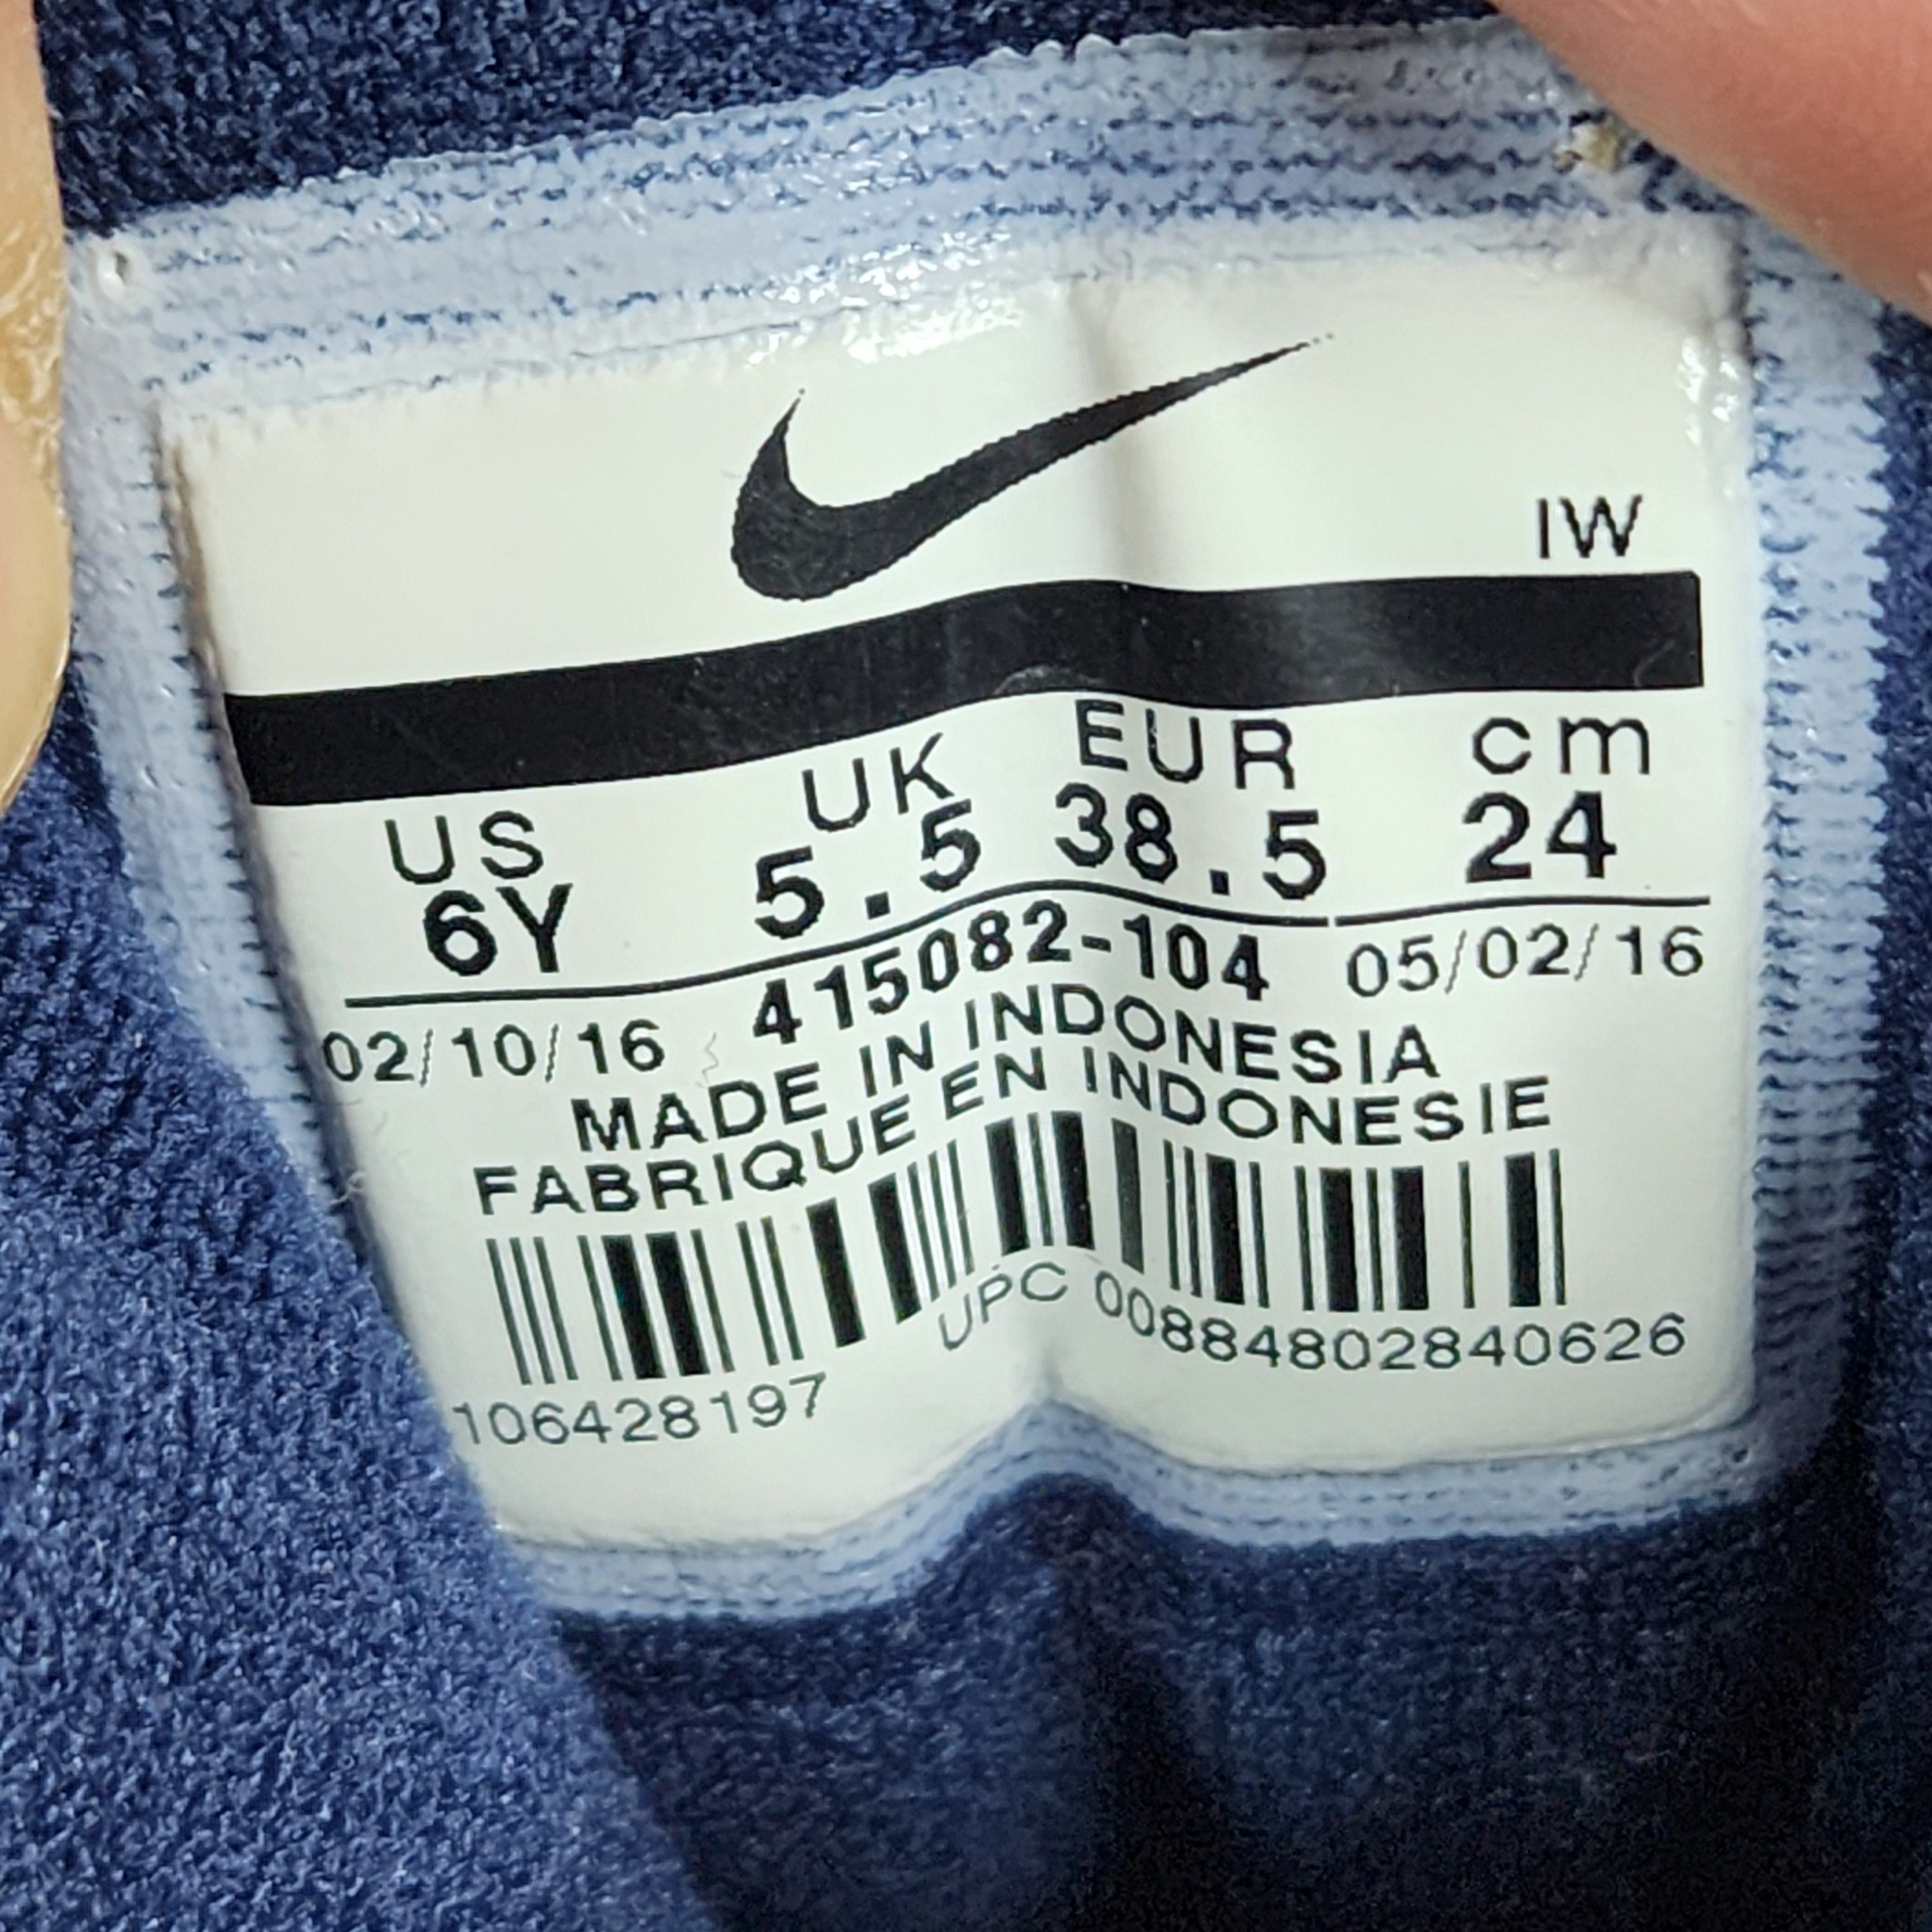 IW
US UK EUR cm
6Y 5.5 38.5 24
02/10/16 415082-104 05/02/16
MADE IN INDONESIA
FABRIQUE EN INDONESIE
106428197 UPC 00884802840626